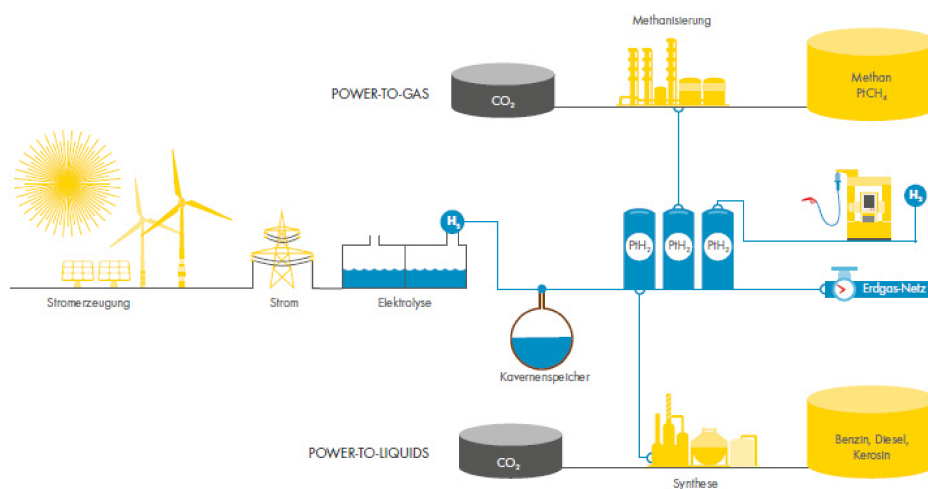 Methanisierung
POWER-TO-GAS
CO₂
Methan
PtCH₄
H₂
H₂
PtH₂
PtH₂
PtH₂
Stromerzeugung
Strom
Elektrolyse
Erdgas-Netz
Kavernenspeicher
POWER-TO-LIQUIDS
CO₂
Benzin, Diesel,
Kerosin
Synthese